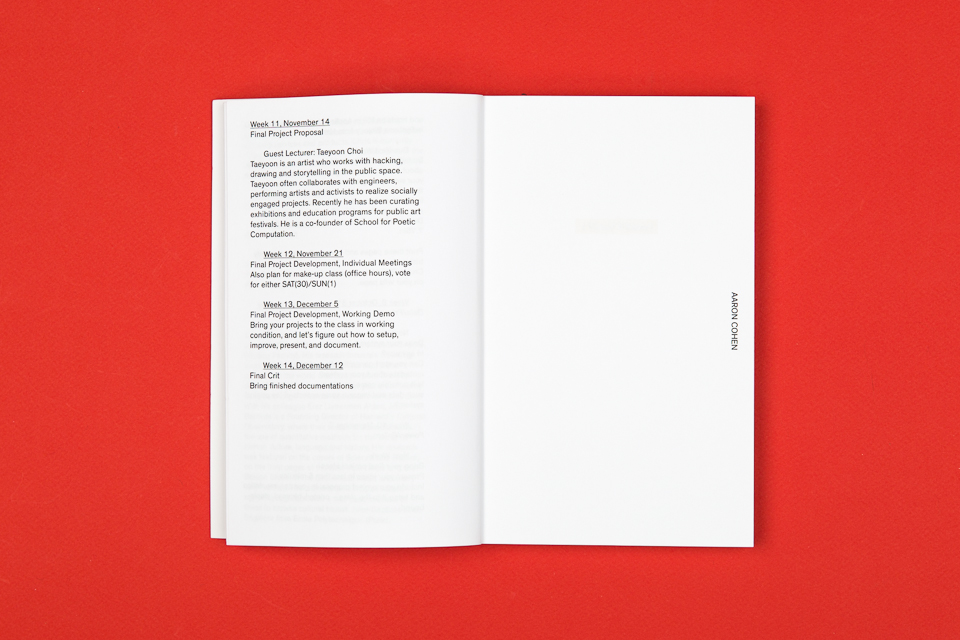 Week 11, November 14
Final Project Proposal
Guest Lecturer: Taeyoon Choi
Taeyoon is an artist who works with hacking,
drawing and storytelling in the public space.
Taeyoon often collaborates with engineers,
performing artists and activists to realize socially
engaged projects. Recently he has been curating
exhibitions and education programs for public art
festivals. He is a co-founder of School for Poetic
Computation.
Week 12, November 21
Final Project Development, Individual Meetings
Also plan for make-up class (office hours), vote
for either SAT(30)/SUN(1)
Week 13, December 5
Final Project Development, Working Demo
Bring your projects to the class in working
condition, and let's figure out how to setup,
improve, present, and document.
Week 14, December 12
Final Crit
Bring finished documentations
AARON COHEN